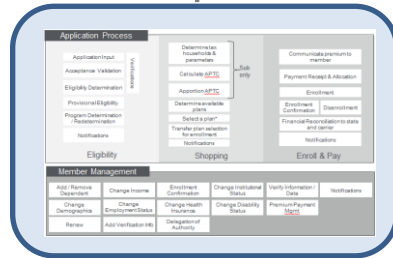 Application Process
Application Input
Acceptance Validation
Eligibility Determination
Provisional Eligibility
Program Determination
/ Redetermination
Notifications
Verifications
Eligibility
Determine tax
households &
parameters
Calculate APTC
Apportion APTC
Sub
only
Determine available
plans
Select a plan*
Transfer plan selection
for enrollment
Notifications
Shopping
Communicate premium to
member
Payment Receipt & Allocation
Enrollment
Enrollment
Confirmation
Disenrollment
Financial Reconciliation to state
and carrier
Notifications
Enroll & Pay
Member Management
Add / Remove
Dependent
Change Income
Enrollment
Confirmation
Change Institutional
Status
Verify Information /
Data
Notifications
Change
Demographics
Change
Employment Status
Change Health
Insurance
Change Disability
Status
Premium Payment
Mgmt
Renew
Add Verification Info
Delegation of
Authority